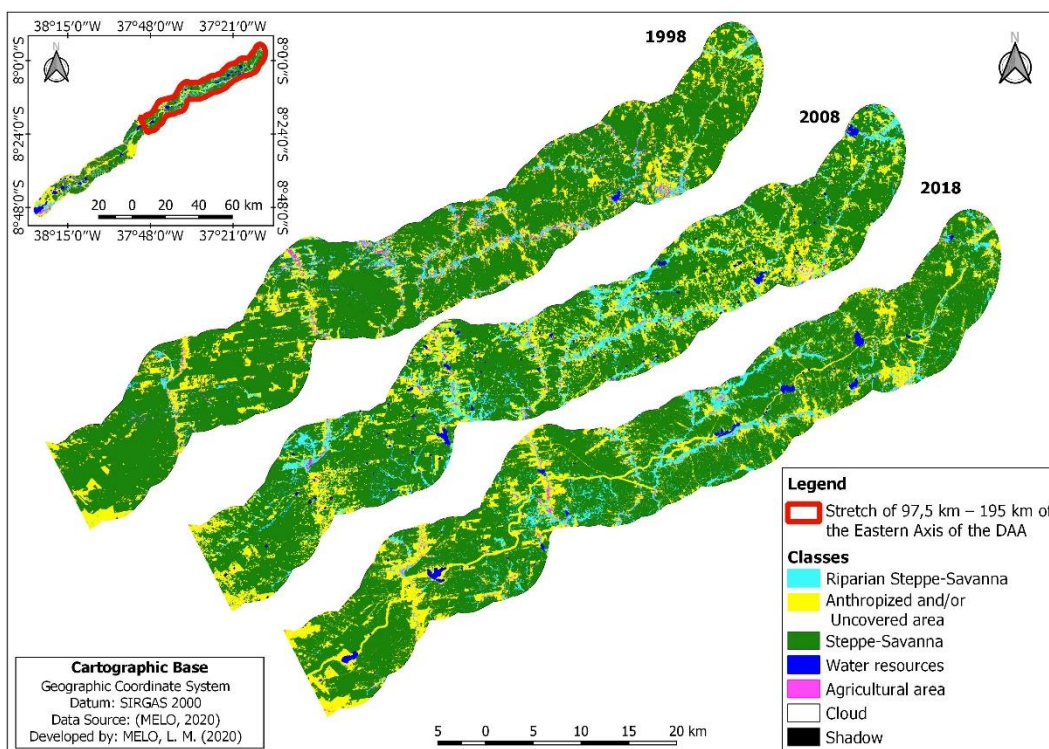 38°15'0"W 37°48'0"W 37°21'0"W
N
8°0'0"S
8°24'0"S
8°48'0"S
8°0'0"S
8°24'0"S
8°48'0"S
20 0 20 40 60 km
38°15'0"W 37°48'0"W 37°21'0"W
1998
N
2008
2018
Legend
Stretch of 97,5 km – 195 km of
the Eastern Axis of the DAA
Classes
Riparian Steppe-Savanna
Anthropized and/or
Uncovered area
Steppe-Savanna
Water resources
Agricultural area
Cloud
Shadow
Cartographic Base
Geographic Coordinate System
Datum: SIRGAS 2000
Data Source: (MELO, 2020)
Developed by: MELO, L. M. (2020)
5 0 5 10 15 20 km